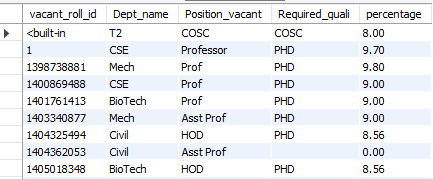 vacant_roll_id Dept_name Position_vacant Required_quali percentage
<built-in T2 COSC COSC 8.00
1 CSE Professor PHD 9.70
1398738881 Mech Prof PHD 9.80
1400869488 CSE Prof PHD 9.00
1401761413 BioTech Prof PHD 9.00
1403340877 Mech Asst Prof PHD 9.00
1404325494 Civil HOD PHD 8.56
1404362053 Civil Asst Prof 0.00
1405018348 BioTech HOD PHD 8.56